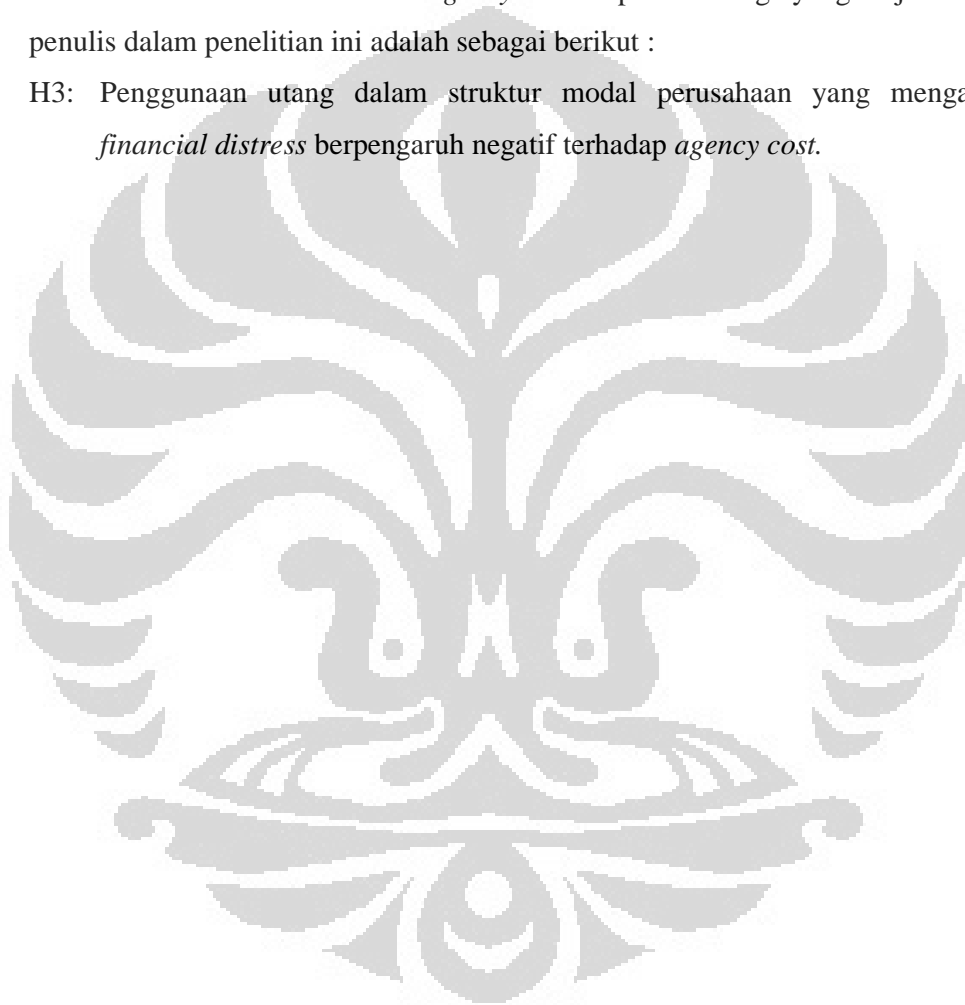 penulis dalam penelitian ini adalah sebagai berikut :
H3: Penggunaan utang dalam struktur modal perusahaan yang
financial distress berpengaruh negatif terhadap agency cost.